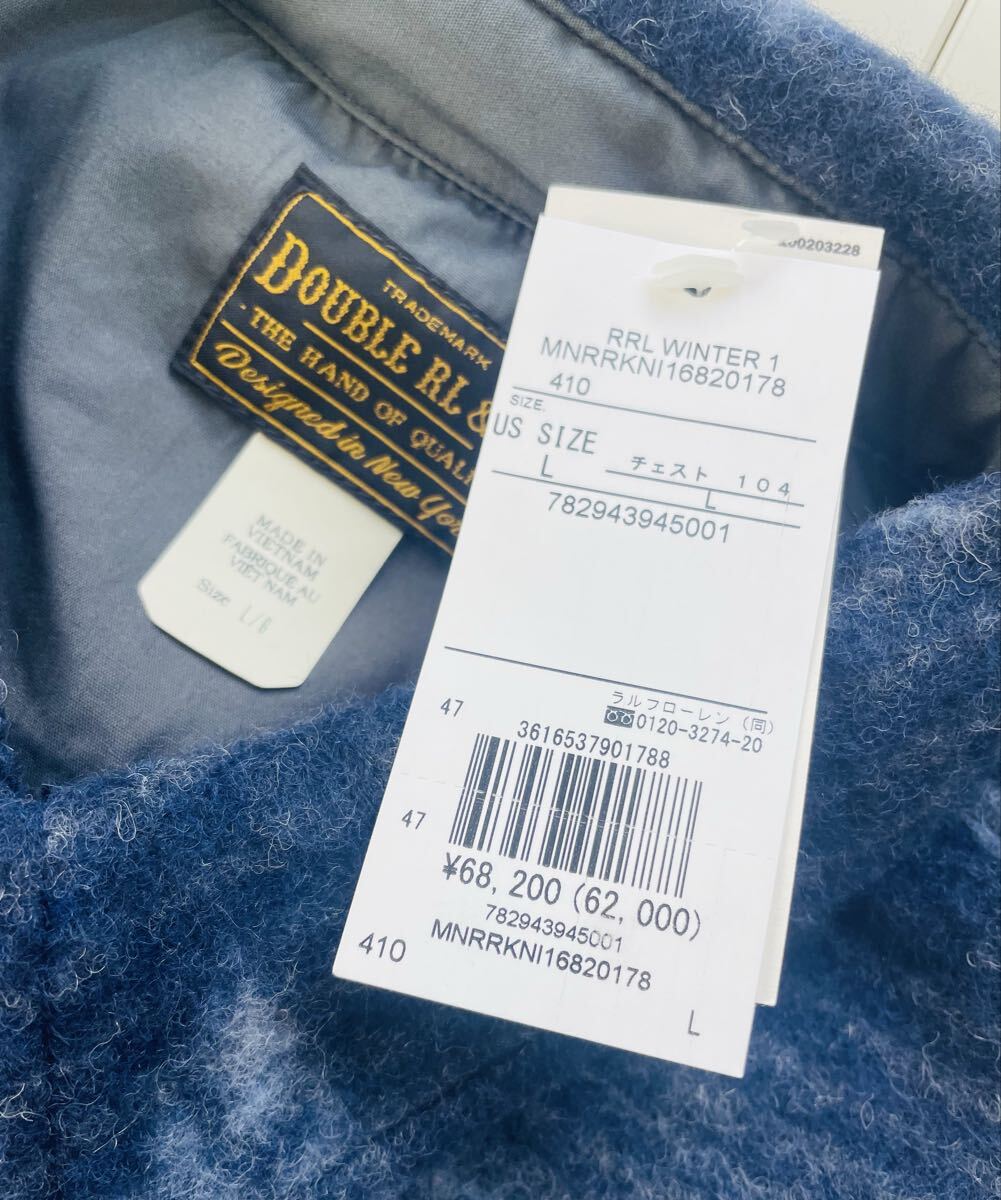 TRADEMARK
DOUBLE RL &
THE HAND OF QUALI
Designed in New Yor
MADE IN
VIETNAM
FABRIQUE AU
VIET NAM
Size L/G
00203228
RRL WINTER 1
MNRRKNI16820178
410
SIZE.
US SIZE
L チェスト 104
L
782943945001
ラルフローレン (同)
0120-3274-20
47
3616537901788
47
¥68,200 (62,000)
782943945001
MNRRKNI16820178
410
L